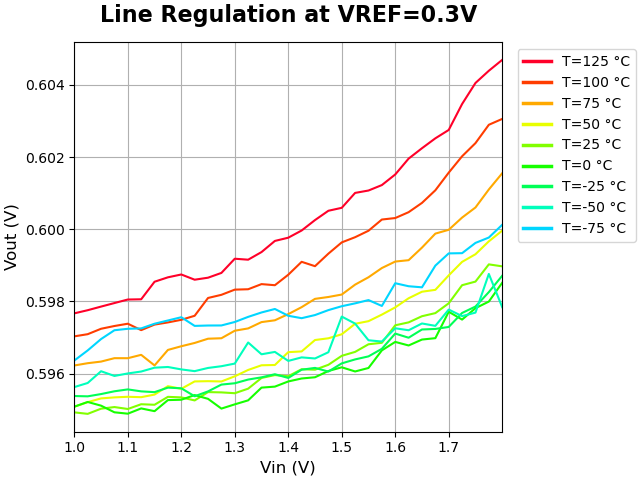 Line Regulation at VREF=0.3V
Vout (V)
0.604
0.602
0.600
0.598
0.596
1.0 1.1 1.2 1.3 1.4 1.5 1.6 1.7
Vin (V)
T=125 °C
T=100 °C
T=75 °C
T=50 °C
T=25 °C
T=0 °C
T=-25 °C
T=-50 °C
T=-75 °C